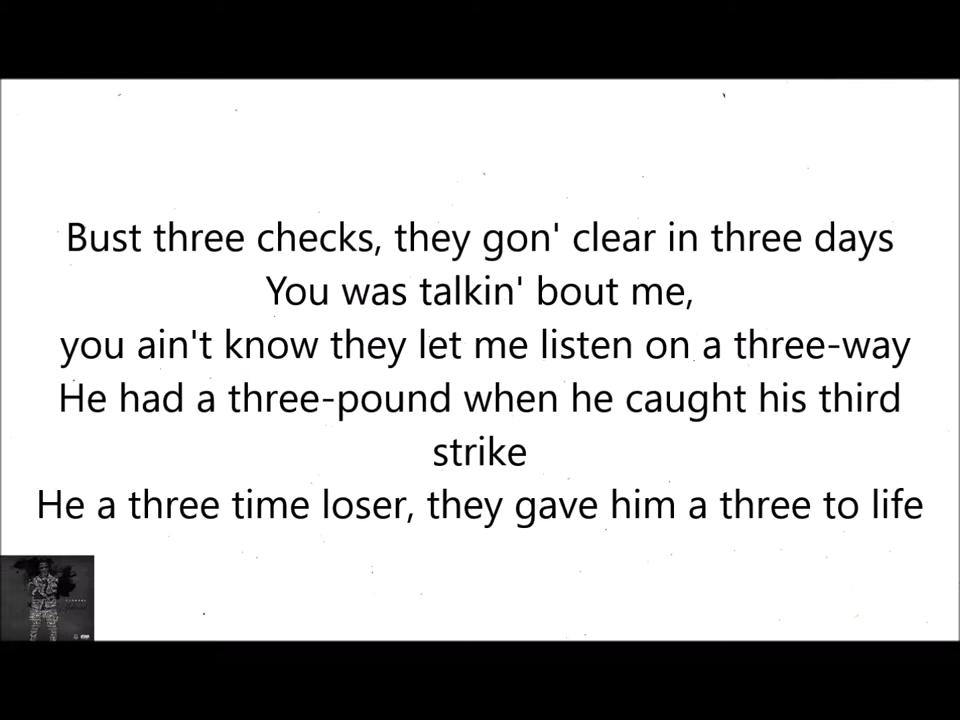 Bust three checks, they gon' clear in three days
You was talkin' bout me,
you ain't know they let me listen on a three-way
He had a three-pound when he caught his third
strike
He a three time loser, they gave him a three to life